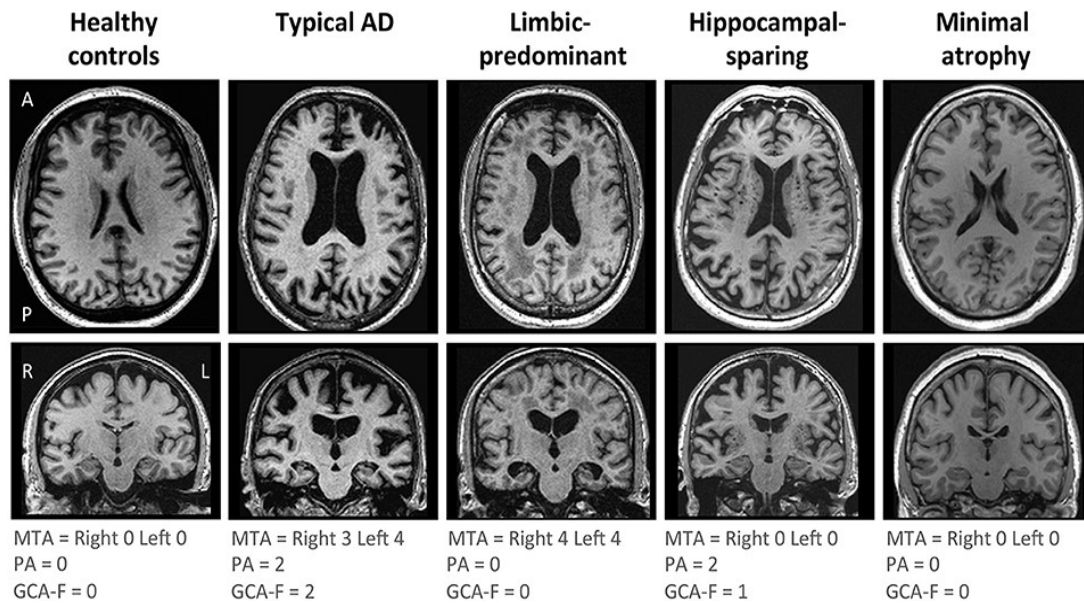 Healthy controls
Typical AD
Limbic-predominant
Hippocampal-sparing
Minimal atrophy
A
P
R
L
MTA = Right 0 Left 0
PA = 0
GCA-F = 0
MTA = Right 3 Left 4
PA = 2
GCA-F = 2
MTA = Right 4 Left 4
PA = 0
GCA-F = 0
MTA = Right 0 Left 0
PA = 2
GCA-F = 1
MTA = Right 0 Left 0
PA = 0
GCA-F = 0